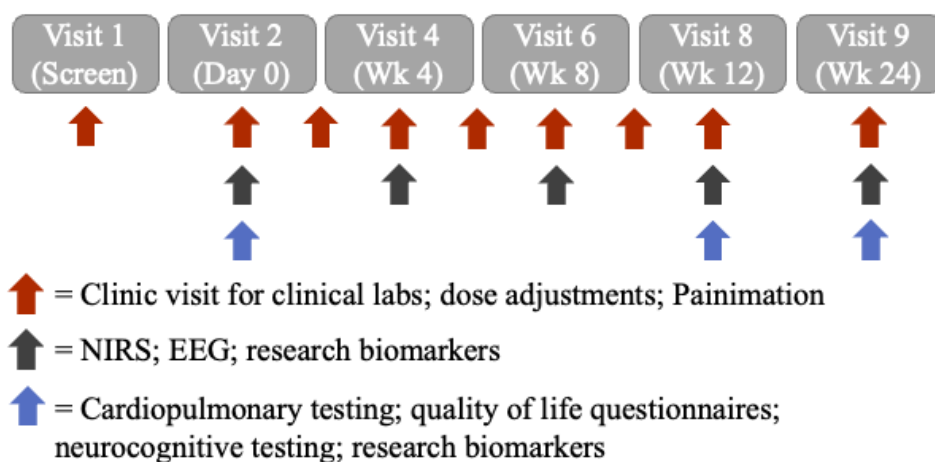 Visit 1 Visit 2 Visit 4 Visit 6 Visit 8 Visit 9
(Screen) (Day 0) (Wk 4) (Wk 8) (Wk 12) (Wk 24)
= Clinic visit for clinical labs; dose adjustments; Painimation
= NIRS; EEG; research biomarkers
= Cardiopulmonary testing; quality of life questionnaires;
neurocognitive testing; research biomarkers